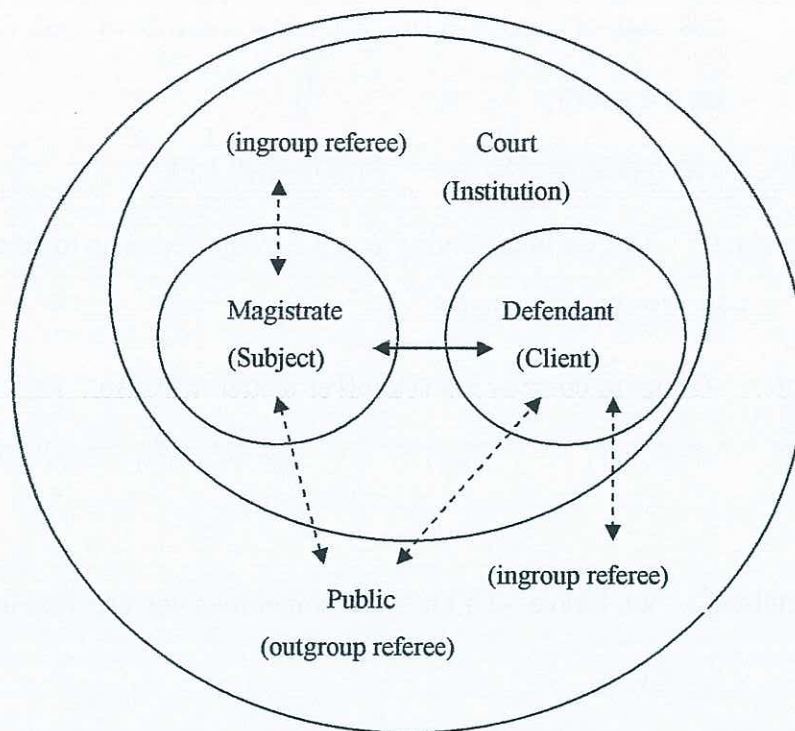 (ingroup referee)
Court
(Institution)
Magistrate
(Subject)
Defendant
(Client)
(ingroup referee)
Public
(outgroup referee)